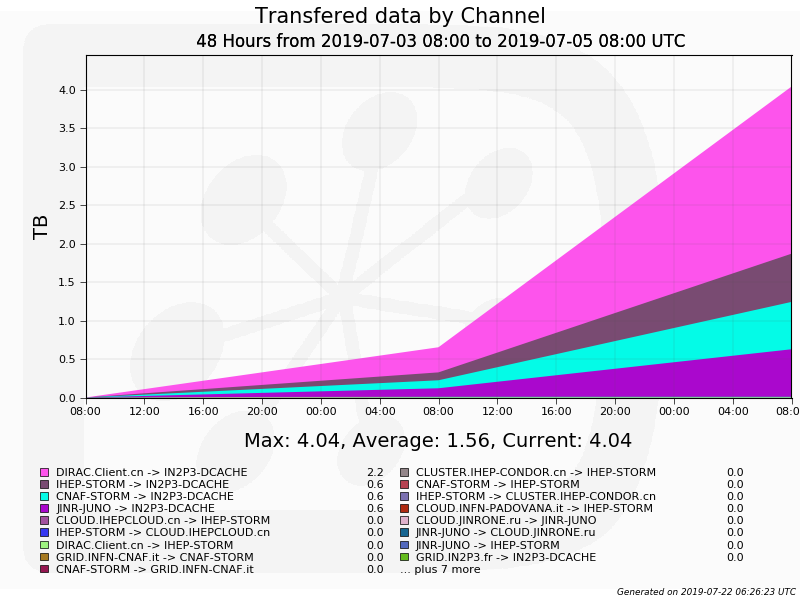 Transfered data by Channel
48 Hours from 2019-07-03 08:00 to 2019-07-05 08:00 UTC
TB
4.0
3.5
3.0
2.5
2.0
1.5
1.0
0.5
0.0
08:00 12:00 16:00 20:00 00:00 04:00 08:00 12:00 16:00 20:00 00:00 04:00 08:0
Max: 4.04, Average: 1.56, Current: 4.04
DIRAC.Client.cn -> IN2P3-DCACHE 2.2
IHEP-STORM -> IN2P3-DCACHE 0.6
CNAF-STORM -> IN2P3-DCACHE 0.6
JINR-JUNO -> IN2P3-DCACHE 0.6
CLOUD.IHEPCLOUD.cn -> IHEP-STORM 0.0
IHEP-STORM -> CLOUD.IHEPCLOUD.cn 0.0
DIRAC.Client.cn -> IHEP-STORM 0.0
GRID.INFN-CNAF.it -> CNAF-STORM 0.0
CNAF-STORM -> GRID.INFN-CNAF.it 0.0
CLUSTER.IHEP-CONDOR.cn -> IHEP-STORM 0.0
CNAF-STORM -> IHEP-STORM 0.0
IHEP-STORM -> CLUSTER.IHEP-CONDOR.cn 0.0
CLOUD.INFN-PADOVANA.it -> IHEP-STORM 0.0
CLOUD.JINRONE.ru -> JINR-JUNO 0.0
JINR-JUNO -> CLOUD.JINRONE.ru 0.0
JINR-JUNO -> IHEP-STORM 0.0
GRID.IN2P3.fr -> IN2P3-DCACHE 0.0
... plus 7 more
Generated on 2019-07-22 06:26:23 UTC